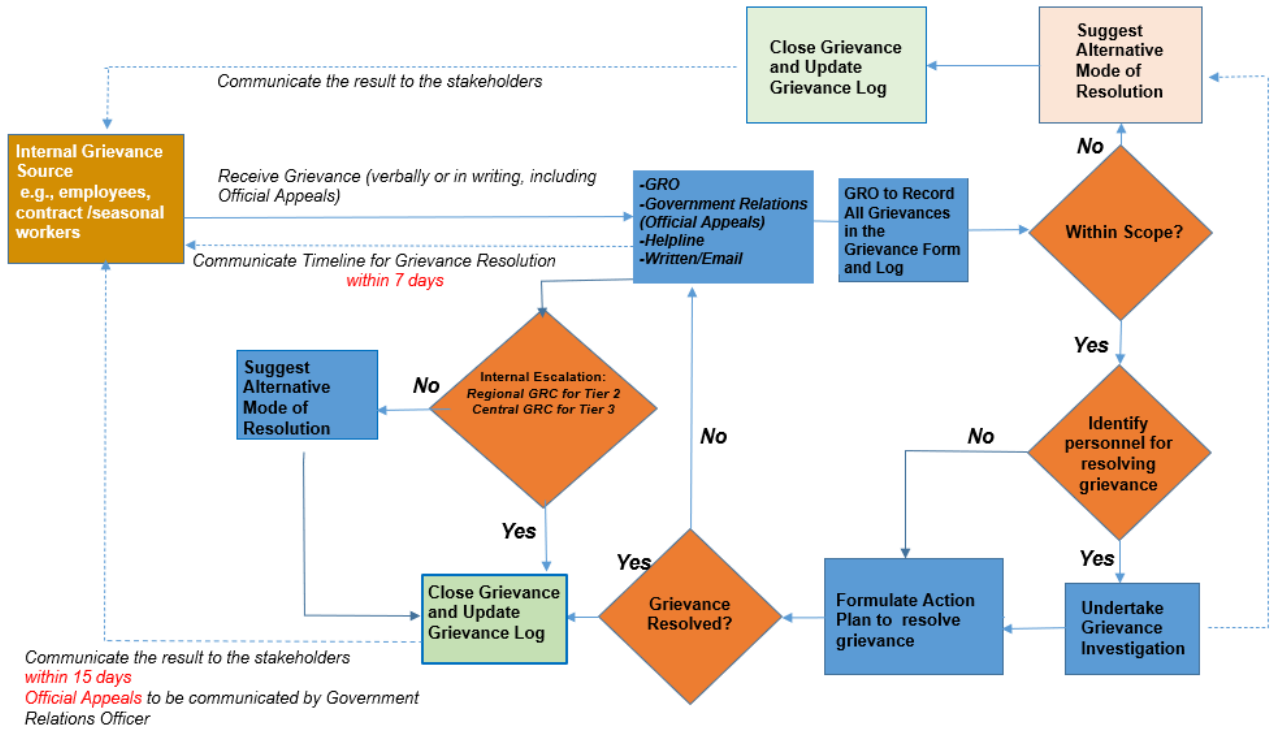 Close Grievance
and Update
Grievance Log
Suggest
Alternative
Mode of
Resolution
Communicate the result to the stakeholders
No
Internal Grievance
Source
e.g., employees,
contract /seasonal
workers
Receive Grievance (verbally or in writing, including
Official Appeals)
-GRO
-Government Relations
(Official Appeals)
-Helpline
-Written/Email
GRO to Record
All Grievances
in the
Grievance Form
and Log
Within Scope?
Communicate Timeline for Grievance Resolution
within 7 days
Yes
Suggest
Alternative
Mode of
Resolution
No
Internal Escalation:
Regional GRC for Tier 2
Central GRC for Tier 3
No
No
Identify
personnel for
resolving
grievance
Yes
Yes
Yes
Close Grievance
and Update
Grievance Log
Grievance
Resolved?
Formulate Action
Plan to resolve
grievance
Undertake
Grievance
Investigation
Communicate the result to the stakeholders
within 15 days
Official Appeals to be communicated by Government
Relations Officer